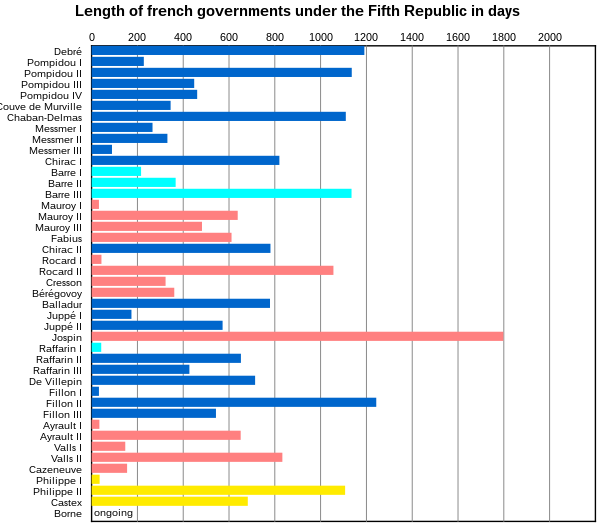 Length of french governments under the Fifth Republic in days
0 200 400 600 800 1000 1200 1400 1600 1800 2000
Debré
Pompidou I
Pompidou II
Pompidou III
Pompidou IV
Couve de Murville
Chaban-Delmas
Messmer I
Messmer II
Messmer III
Chirac I
Barre I
Barre II
Barre III
Mauroy I
Mauroy II
Mauroy III
Fabius
Chirac II
Rocard I
Rocard II
Cresson
Bérégovoy
Balladur
Juppé I
Juppé II
Jospin
Raffarin I
Raffarin II
Raffarin III
De Villepin
Fillon I
Fillon II
Fillon III
Ayrault I
Ayrault II
Valls I
Valls II
Cazeneuve
Philippe I
Philippe II
Castex
Borne ongoing